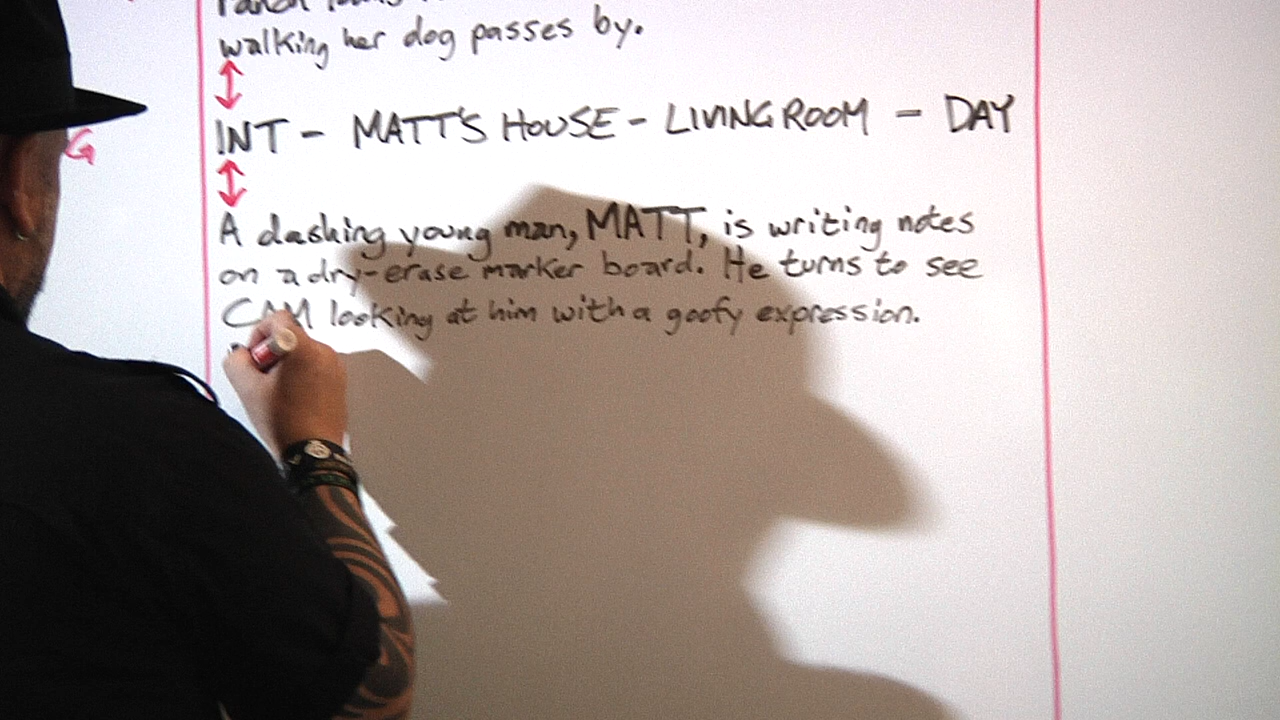 walking her dog passes by.
INT - MATT'S HOUSE - LIVING ROOM - DAY
A dashing young man, MATT, is writing notes
on a dry-erase marker board. He turns to see
CAM looking at him with a goofy expression.
G